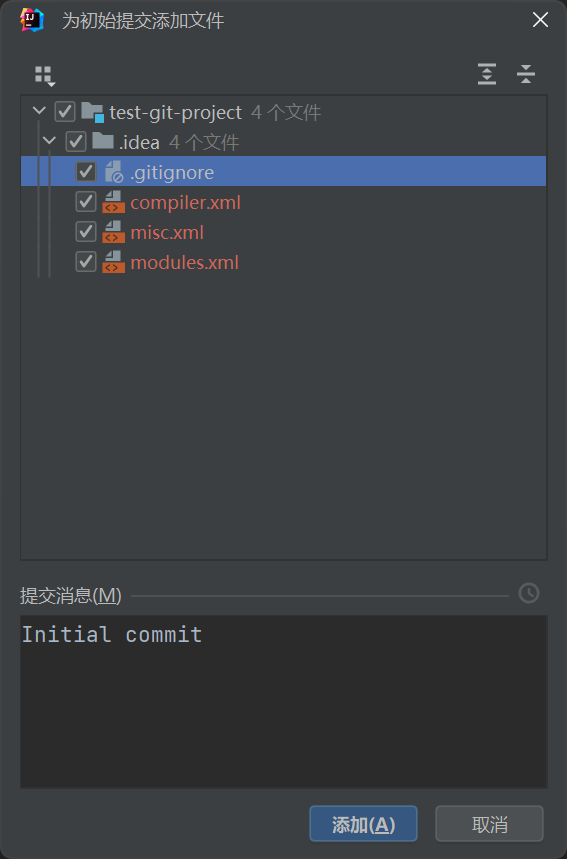 为初始提交添加文件
test-git-project 4 个文件
.idea 4 个文件
.gitignore
compiler.xml
misc.xml
modules.xml
提交消息(M)
Initial commit
添加(A) 取消